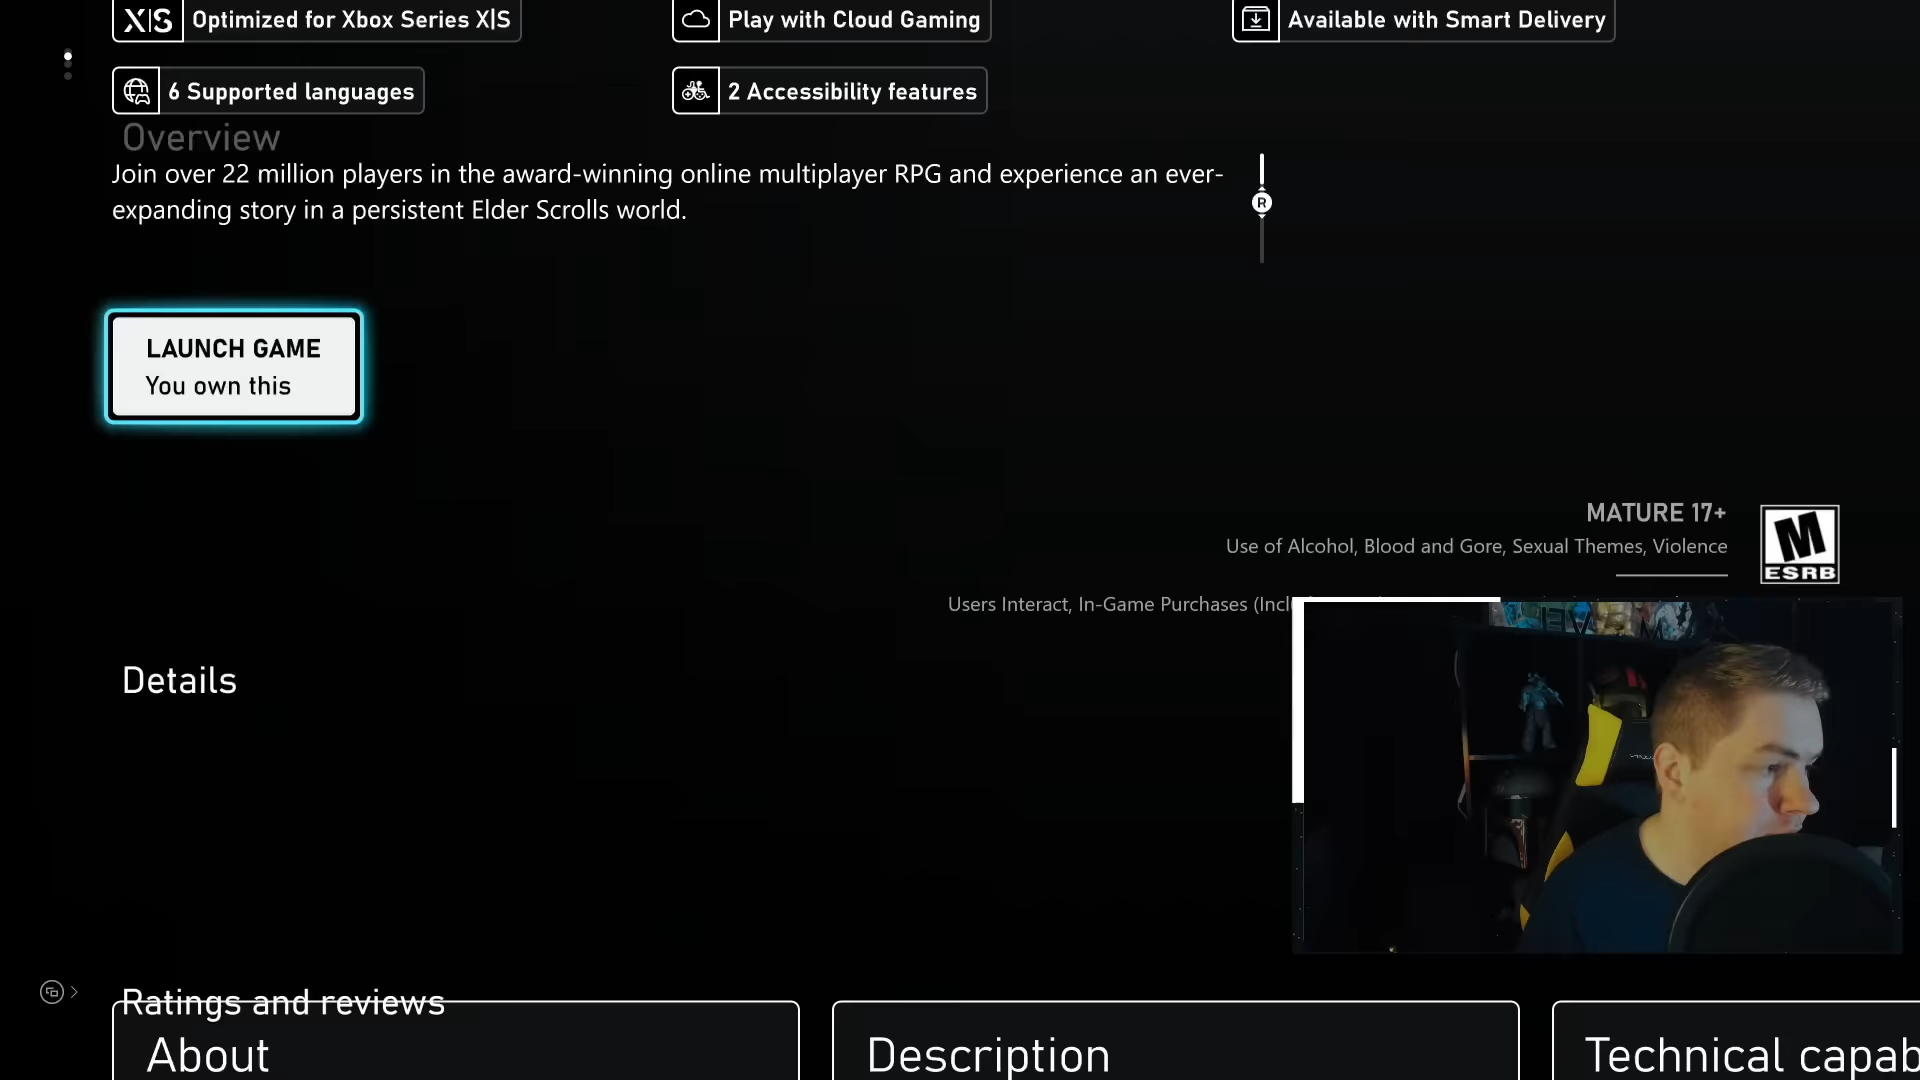 X|S Optimized for Xbox Series X|S
Play with Cloud Gaming
Available with Smart Delivery
6 Supported languages
2 Accessibility features
Overview
Join over 22 million players in the award-winning online multiplayer RPG and experience an ever-
expanding story in a persistent Elder Scrolls world.
R
LAUNCH GAME
You own this
MATURE 17+
Use of Alcohol, Blood and Gore, Sexual Themes, Violence
M
ESRB
Users Interact, In-Game Purchases
Details
Ratings and reviews
About
Description
Technical